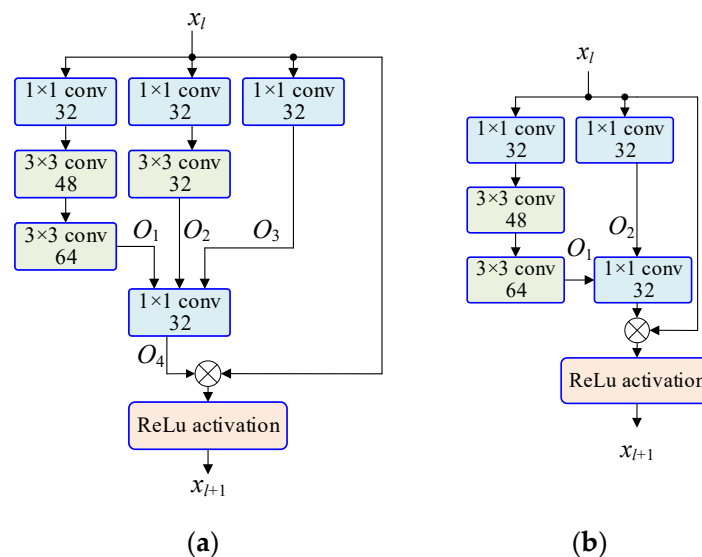 x_l
1×1 conv
32
1×1 conv
32
1×1 conv
32
3×3 conv
48
3×3 conv
32
3×3 conv
64
O_1
O_2
O_3
1×1 conv
32
O_4
ReLu activation
x_{l+1}
(a)
x_l
1×1 conv
32
1×1 conv
32
3×3 conv
48
3×3 conv
64
O_1
O_2
1×1 conv
32
ReLu activation
x_{l+1}
(b)